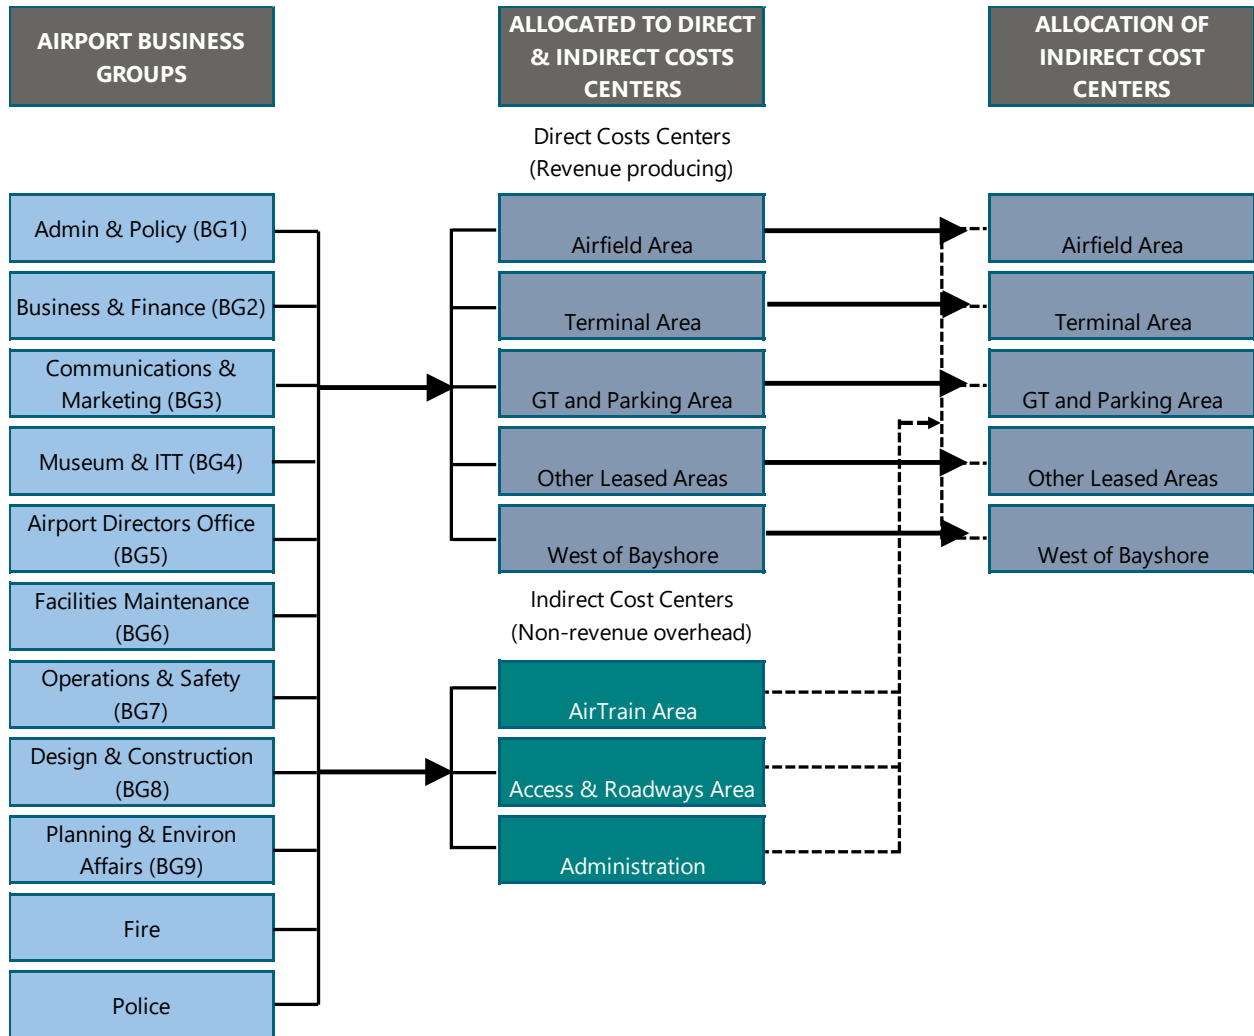 AIRPORT BUSINESS
GROUPS
ALLOCATED TO DIRECT
& INDIRECT COSTS
CENTERS
ALLOCATION OF
INDIRECT COST
CENTERS
Direct Costs Centers
(Revenue producing)
Admin & Policy (BG1)
Business & Finance (BG2)
Communications &
Marketing (BG3)
Museum & ITT (BG4)
Airport Directors Office
(BG5)
Facilities Maintenance
(BG6)
Operations & Safety
(BG7)
Design & Construction
(BG8)
Planning & Environ
Affairs (BG9)
Fire
Police
Airfield Area
Terminal Area
GT and Parking Area
Other Leased Areas
West of Bayshore
Indirect Cost Centers
(Non-revenue overhead)
AirTrain Area
Access & Roadways Area
Administration
Airfield Area
Terminal Area
GT and Parking Area
Other Leased Areas
West of Bayshore